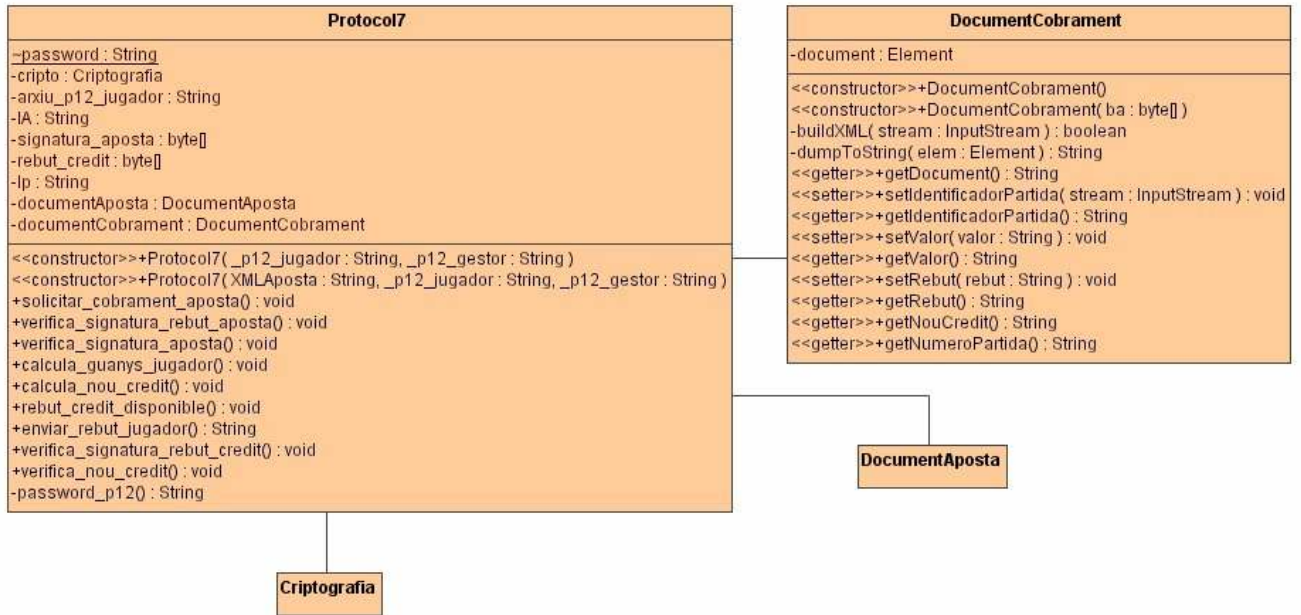 Protocol7
~password : String
-cripto : Criptografia
-arxiu_p12_jugador : String
-IA : String
-signatura_aposta : byte[]
-rebut_credit : byte[]
-Ip : String
-documentAposta : DocumentAposta
-documentCobrament : DocumentCobrament
<<constructor>>+Protocol7( _p12_jugador : String, _p12_gestor : String )
<<constructor>>+Protocol7( XMLAposta : String, _p12_jugador : String, _p12_gestor : String )
+solicitar_cobrament_aposta() : void
+verifica_signatura_rebut_aposta() : void
+verifica_signatura_aposta() : void
+calcula_guanys_jugador() : void
+calcula_nou_credit() : void
+rebut_credit_disponible() : void
+enviar_rebut_jugador() : String
+verifica_signatura_rebut_credit() : void
+verifica_nou_credit() : void
-password_p12() : String
DocumentCobrament
-document : Element
<<constructor>>+DocumentCobrament()
<<constructor>>+DocumentCobrament( ba : byte[] )
-buildXML( stream : InputStream ) : boolean
-dumpToString( elem : Element ) : String
<<getter>>+getDocument() : String
<<setter>>+setIdentificadorPartida( stream : InputStream ) : void
<<getter>>+getIdentificadorPartida() : String
<<setter>>+setValor( valor : String ) : void
<<getter>>+getValor() : String
<<setter>>+setRebut( rebut : String ) : void
<<getter>>+getRebut() : String
<<getter>>+getNouCredit() : String
<<getter>>+getNumeroPartida() : String
DocumentAposta
Criptografia